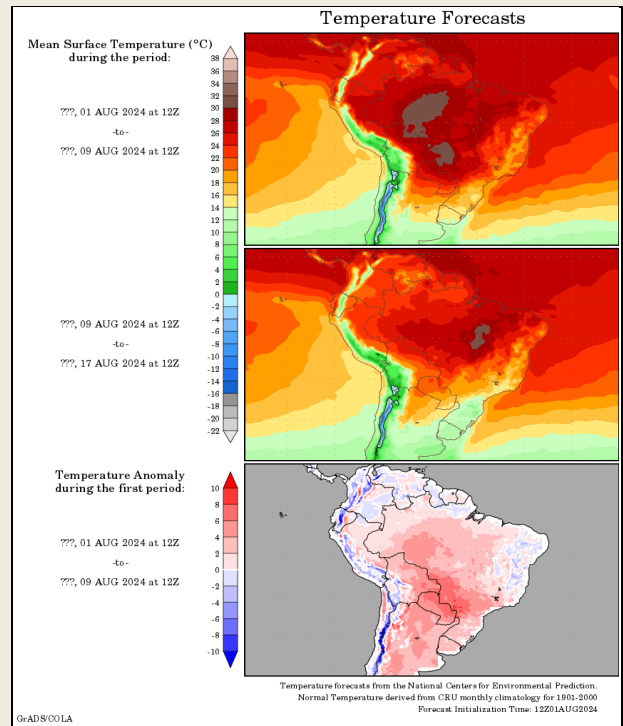 Temperature Forecasts
Mean Surface Temperature (°C)
during the period:
???, 01 AUG 2024 at 12Z
-to-
???, 09 AUG 2024 at 12Z
38
36
34
32
30
28
26
24
22
20
18
16
14
12
10
8
6
4
2
0
-2
-4
-6
-8
-10
-12
-14
-16
-17
-20
-22
???, 09 AUG 2024 at 12Z
-to-
???, 17 AUG 2024 at 12Z
Temperature Anomaly
during the first period:
???, 01 AUG 2024 at 12Z
-to-
???, 09 AUG 2024 at 12Z
10
8
6
4
2
0
-2
-4
-6
-8
-10
Temperature forecasts from the National Centers for Environmental Prediction.
Normal Temperature derived from CRU monthly climatology for 1901-2000
Forecast Initialization Time: 12Z01AUG2024
GrADS/COLA